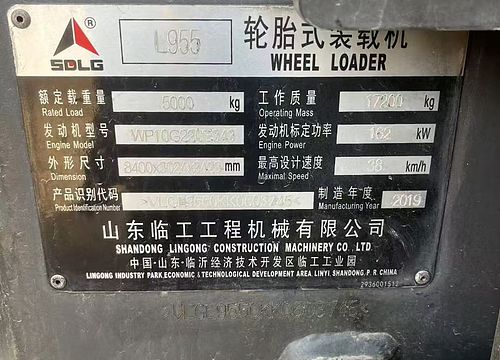 SDLG
L955
轮胎式装载机
WHEEL LOADER
额定载重量 5000 kg
Rated Load
工作质量 17200 kg
Operating Mass
发动机型号
Engine Model
发动机标定功率 162 kW
Engine Power
外形尺寸 mm
Dimension
最高设计速度 38 km/h
Maximal Speed
产品识别代码
Product Identification Number
制造年度 2019
Manufacturing Year
山东临工工程机械有限公司
SHANDONG LINGONG CONSTRUCTION MACHINERY CO. LTD
中国·山东·临沂经济技术开发区临工工业园
LINGONG INDUSTRY PARK,ECONOMIC & TECHNOLOGICAL DEVELOPMENT AREA LINYI SHANDONG, P. R. CHINA
2936001512